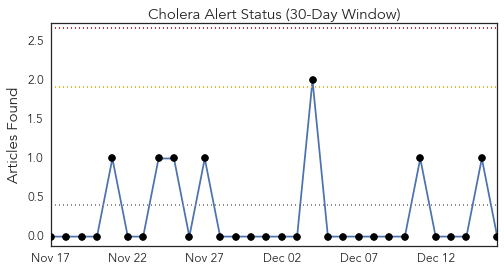 Cholera Alert Status (30-Day Window)
Articles Found
2.5
2.0
1.5
1.0
0.5
0.0
Nov 17 Nov 22 Nov 27 Dec 02 Dec 07 Dec 12